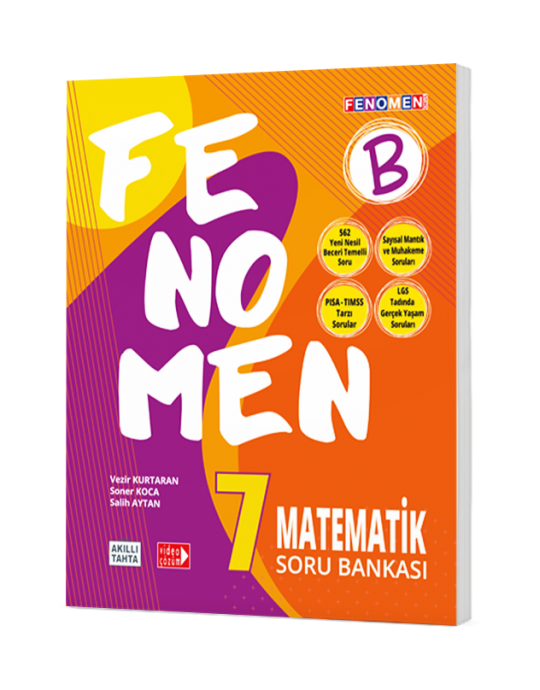 FENOMEN
B
FE
NO
MEN
562
Yeni Nesil
Beceri Temelli
Soru
Sayısal Mantık
ve Muhakeme
Soruları
PISA - TIMSS
Tarzı
Sorular
LGS
Tadında
Gerçek Yaşam
Soruları
Vezir KURTARAN
Soner KOCA
Salih AYTAN
AKILLI
TAHTA
video
çözüm
7
MATEMATİK
SORU BANKASI